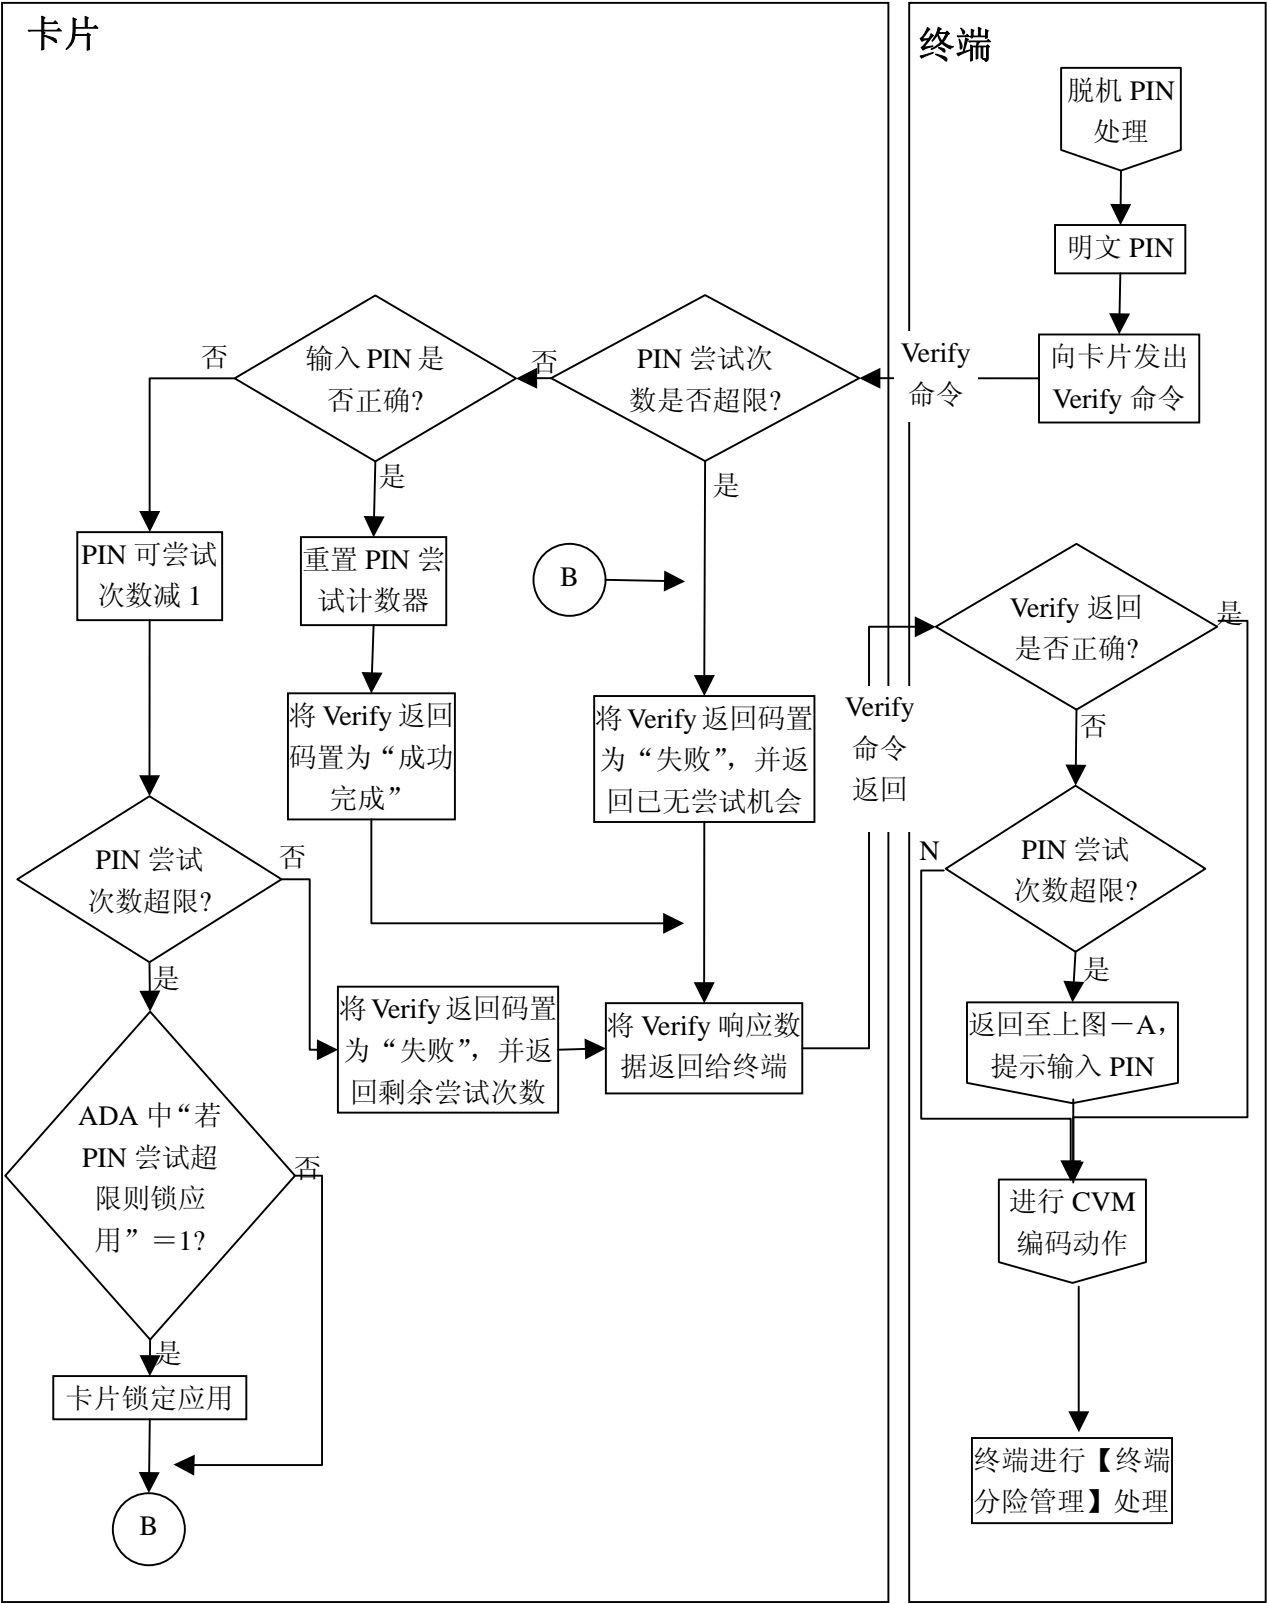 卡片
终端
脱机 PIN
处理
明文 PIN
向卡片发出
Verify 命令
Verify
命令
PIN 尝试次
数是否超限?
否
是
输入 PIN 是
否正确?
否
是
PIN 可尝试
次数减 1
重置 PIN 尝
试计数器
B
将 Verify 返回
码置为“成功
完成”
将 Verify 返回码置
为“失败”，并返
回已无尝试机会
Verify 返回
是否正确?
是
否
Verify
命令
返回
PIN 尝试
次数超限?
否
是
PIN 尝试
次数超限?
N
是
将 Verify 返回码置
为“失败”，并返
回剩余尝试次数
将 Verify 响应数
据返回给终端
返回至上图－A，
提示输入 PIN
ADA 中“若
PIN 尝试超
限则锁应
用”＝1?
否
是
进行 CVM
编码动作
卡片锁定应用
终端进行【终端
分险管理】处理
B